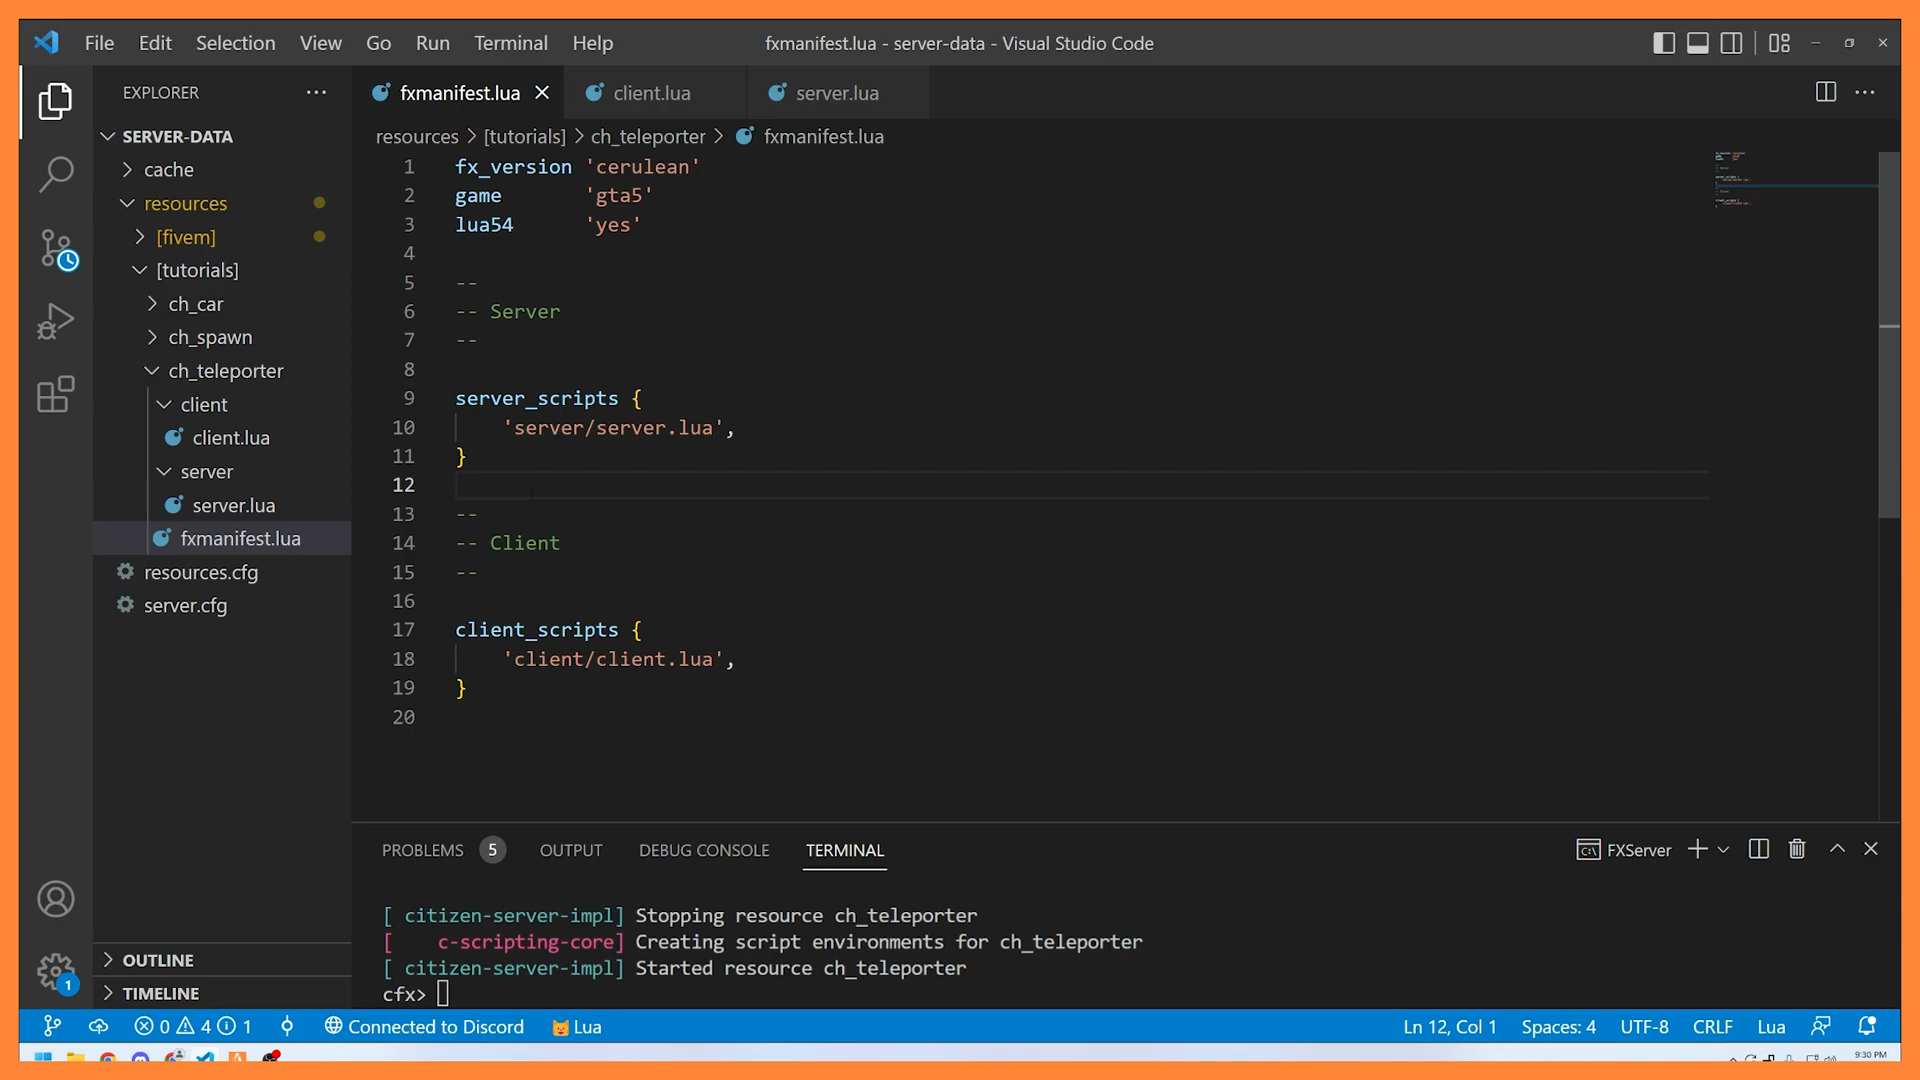 File Edit Selection View Go Run Terminal Help fxmanifest.lua - server-data - Visual Studio Code
EXPLORER
SERVER-DATA
cache
resources
[fivem]
[tutorials]
ch_car
ch_spawn
ch_teleporter
client
client.lua
server
server.lua
fxmanifest.lua
resources.cfg
server.cfg
OUTLINE
TIMELINE
1
fxmanifest.lua client.lua server.lua
resources > [tutorials] > ch_teleporter > fxmanifest.lua
1 fx_version 'cerulean'
2 game 'gta5'
3 lua54 'yes'
4
5 --
6 -- Server
7 --
8
9 server_scripts {
10 'server/server.lua',
11 }
12
13 --
14 -- Client
15 --
16
17 client_scripts {
18 'client/client.lua',
19 }
20
PROBLEMS 5 OUTPUT DEBUG CONSOLE TERMINAL FXServer
[ citizen-server-impl] Stopping resource ch_teleporter
[ c-scripting-core] Creating script environments for ch_teleporter
[ citizen-server-impl] Started resource ch_teleporter
cfx>
0 4 1 Connected to Discord Lua Ln 12, Col 1 Spaces: 4 UTF-8 CRLF Lua
9:30 PM